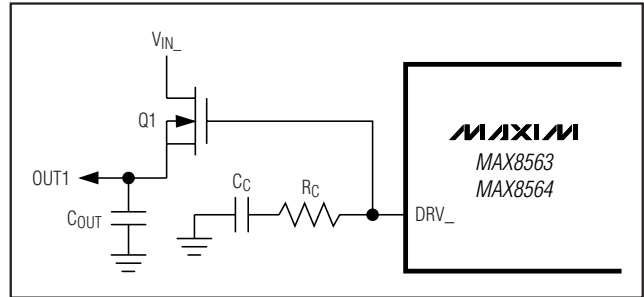 VIN_
Q1
OUT1
COUT
CC
RC
DRV_
MAXIM
MAX8563
MAX8564